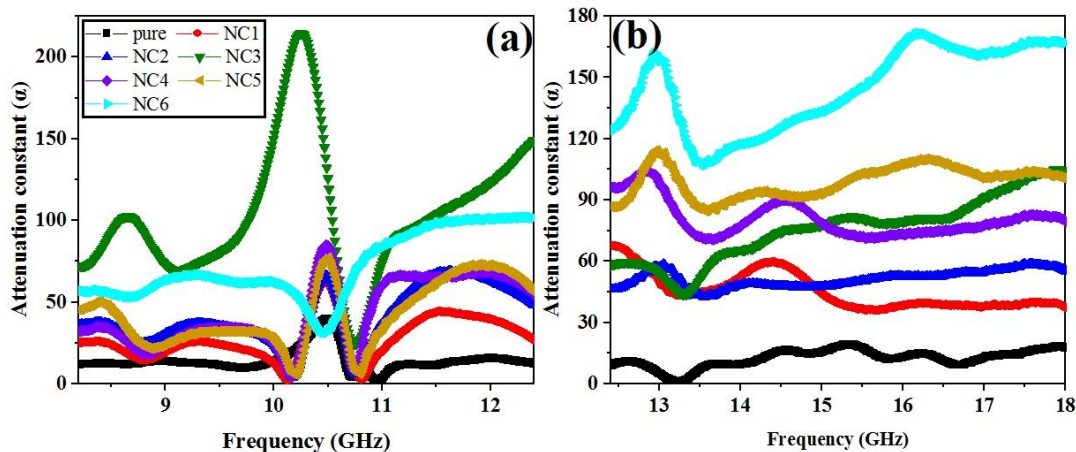 (a)
pure NC1
NC2 NC3
NC4 NC5
NC6
Attenuation constant (α)
200
150
100
50
0
9 10 11 12
Frequency (GHz)
(b)
Attenuation constant (α)
180
150
120
90
60
30
0
13 14 15 16 17 18
Frequency (GHz)